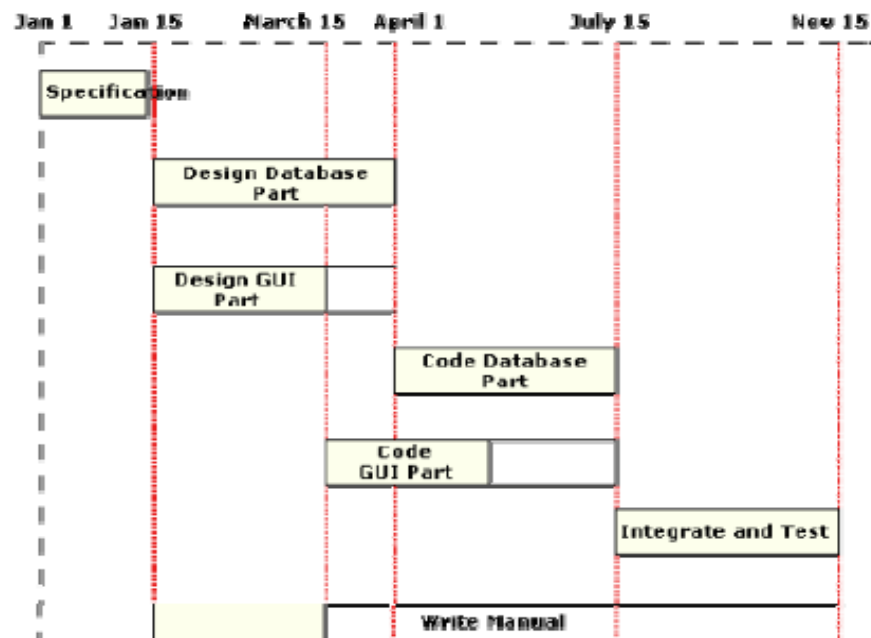 Jan 1 Jan 15 March 15 April 1 July 15 Nov 15
Specification
Design Database
Part
Design GUI
Part
Code Database
Part
Code
GUI Part
Integrate and Test
Write Manual